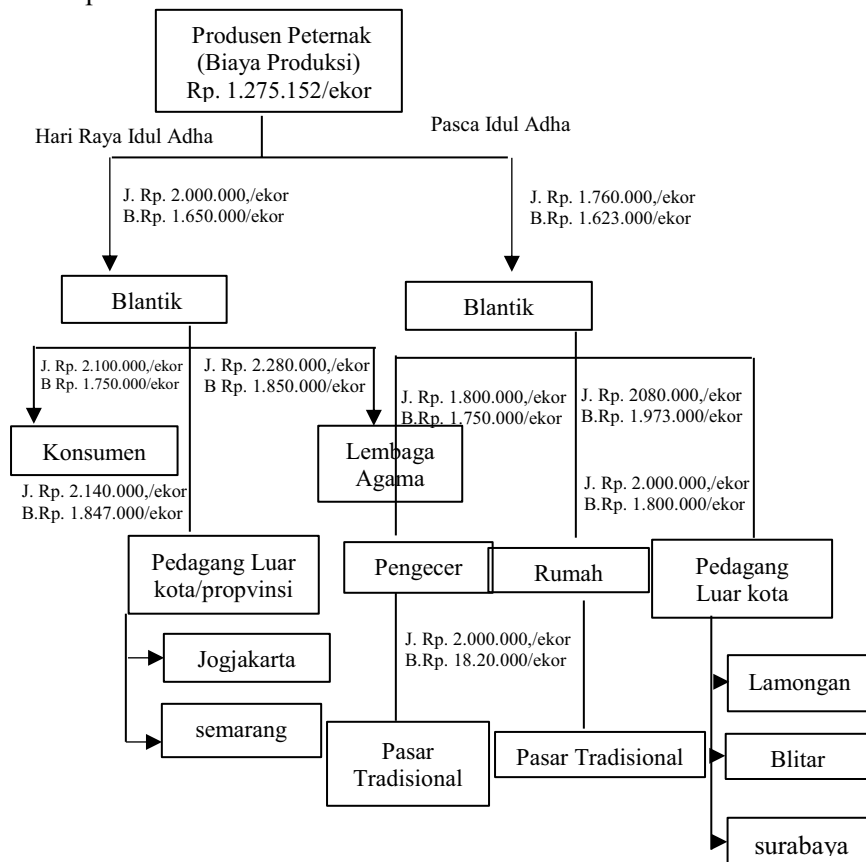 Produsen Peternak
(Biaya Produksi)
Rp. 1.275.152/ekor
Hari Raya Idul Adha
Pasca Idul Adha
J. Rp. 2.000.000,/ekor
B.Rp. 1.650.000/ekor
J. Rp. 1.760.000,/ekor
B.Rp. 1.623.000/ekor
Blantik
Blantik
J. Rp. 2.100.000,/ekor
B Rp. 1.750.000/ekor
J. Rp. 2.280.000,/ekor
B Rp. 1.850.000/ekor
J. Rp. 1.800.000,/ekor
B.Rp. 1.750.000/ekor
J. Rp. 2080.000,/ekor
B.Rp. 1.973.000/ekor
Konsumen
Lembaga
Agama
J. Rp. 2.140.000,/ekor
B.Rp. 1.847.000/ekor
J. Rp. 2.000.000,/ekor
B.Rp. 1.800.000/ekor
Pedagang Luar
kota/propvinsi
Pengecer
Rumah
Pedagang
Luar kota
J. Rp. 2.000.000,/ekor
B.Rp. 18.20.000/ekor
Jogjakarta
semarang
Pasar
Tradisional
Pasar Tradisional
Lamongan
Blitar
surabaya